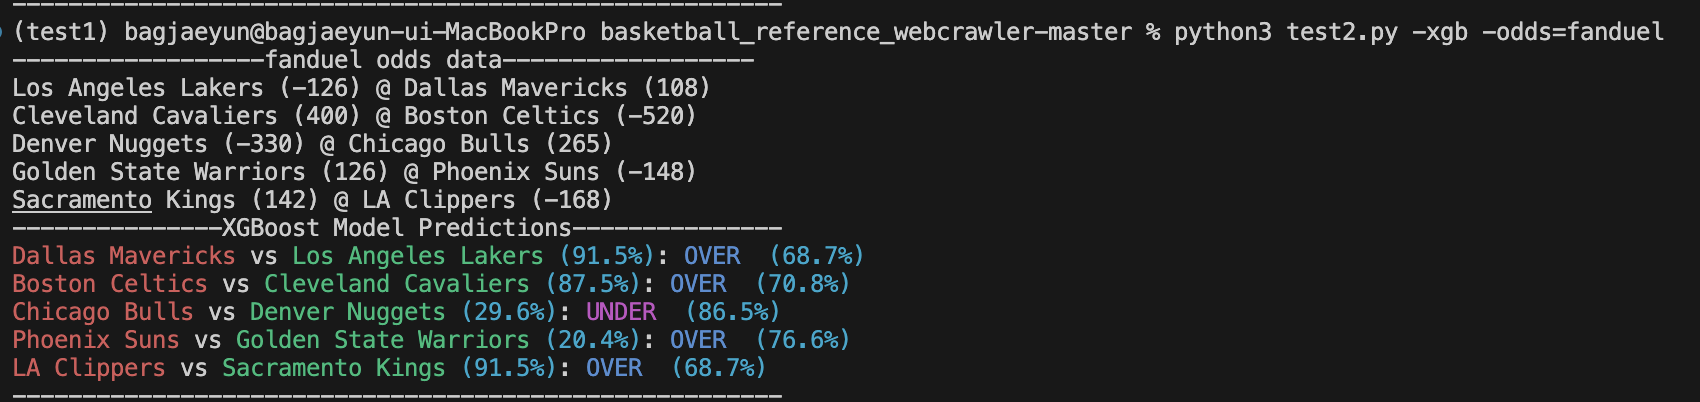 -------------------------------------------------------
(test1) bagjaeyun@bagjaeyun-ui-MacBookPro basketball_reference_webcrawler-master % python3 test2.py -xgb -odds=fanduel
------------------fanduel odds data------------------
Los Angeles Lakers (-126) @ Dallas Mavericks (108)
Cleveland Cavaliers (400) @ Boston Celtics (-520)
Denver Nuggets (-330) @ Chicago Bulls (265)
Golden State Warriors (126) @ Phoenix Suns (-148)
Sacramento Kings (142) @ LA Clippers (-168)
---------------XGBoost Model Predictions---------------
Dallas Mavericks vs Los Angeles Lakers (91.5%): OVER  (68.7%)
Boston Celtics vs Cleveland Cavaliers (87.5%): OVER  (70.8%)
Chicago Bulls vs Denver Nuggets (29.6%): UNDER  (86.5%)
Phoenix Suns vs Golden State Warriors (20.4%): OVER  (76.6%)
LA Clippers vs Sacramento Kings (91.5%): OVER  (68.7%)
-------------------------------------------------------